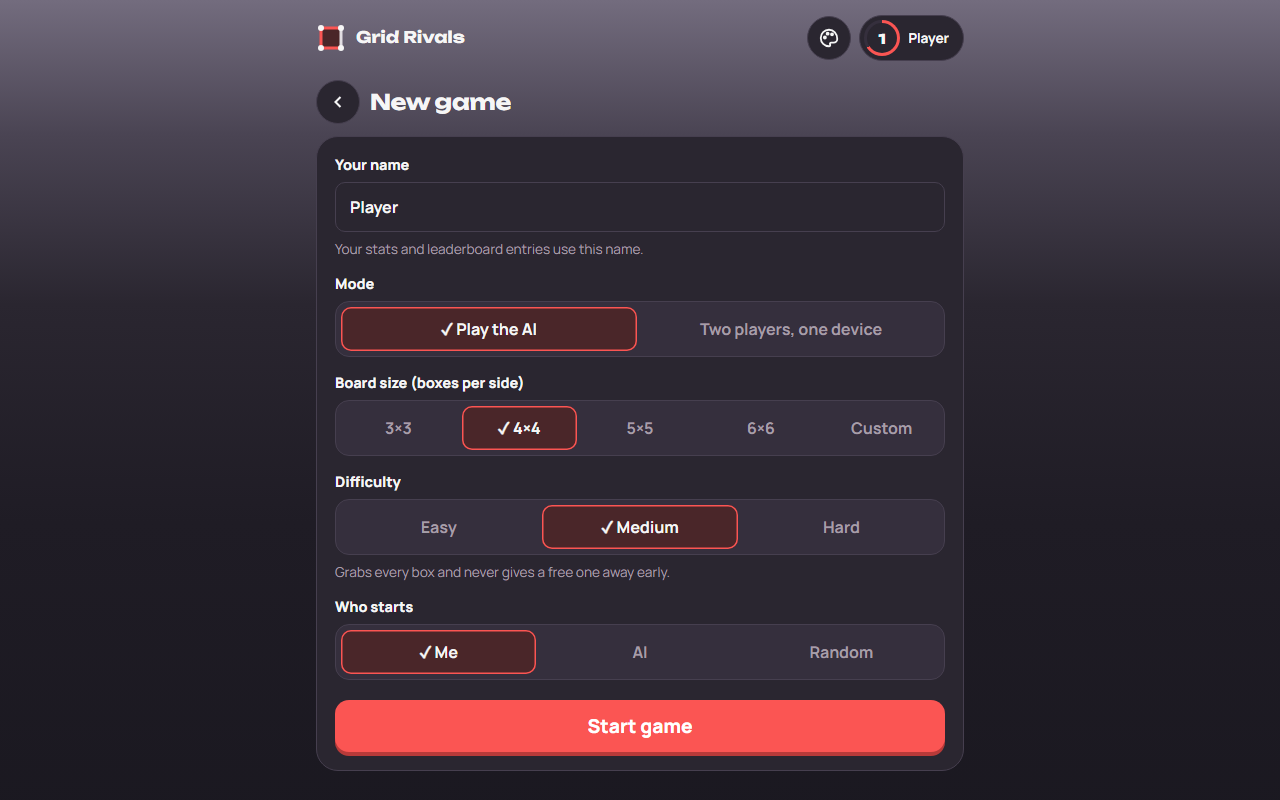 Grid Rivals
1 Player
New game
Your name
Player
Your stats and leaderboard entries use this name.
Mode
✓ Play the AI Two players, one device
Board size (boxes per side)
3×3 ✓ 4×4 5×5 6×6 Custom
Difficulty
Easy ✓ Medium Hard
Grabs every box and never gives a free one away early.
Who starts
✓ Me AI Random
Start game